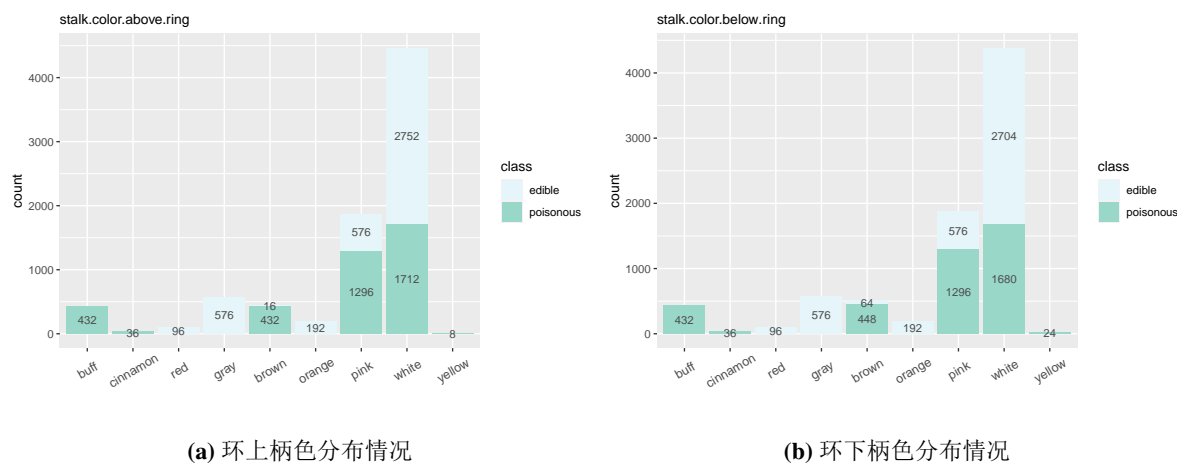 stalk.color.above.ring
4000
3000
2000
1000
0
count
432
36
96
576
16
432
192
576
1296
2752
1712
8
buff
cinnamon
red
gray
brown
orange
pink
white
yellow
class
edible
poisonous
(a) 环上柄色分布情况
stalk.color.below.ring
4000
3000
2000
1000
0
count
432
36
96
576
64
448
192
576
1296
2704
1680
24
buff
cinnamon
red
gray
brown
orange
pink
white
yellow
class
edible
poisonous
(b) 环下柄色分布情况